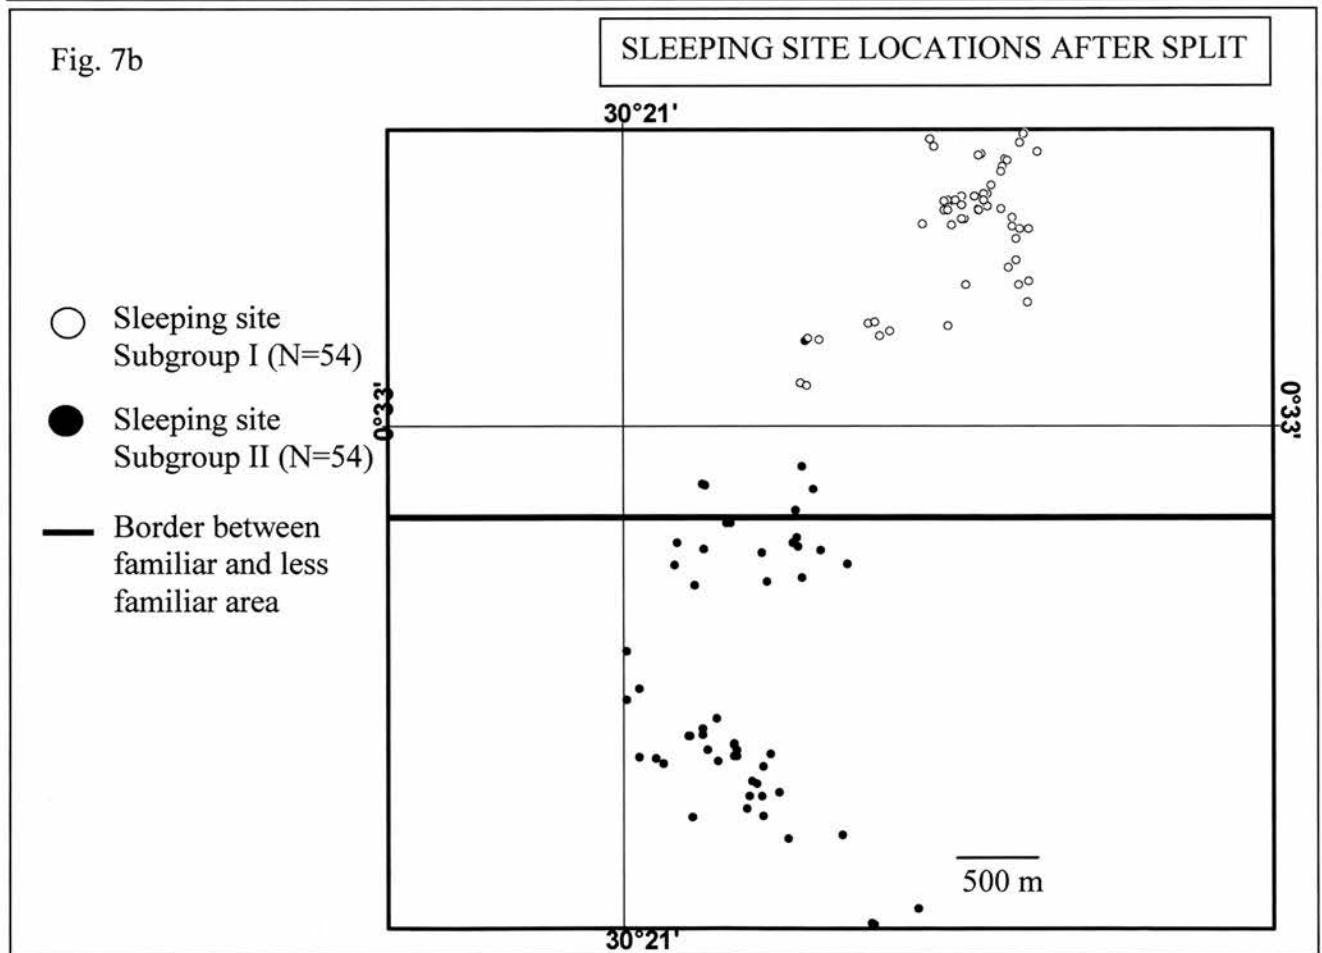 Fig. 7b
SLEEPING SITE LOCATIONS AFTER SPLIT
30°21'
Sleeping site
Subgroup I (N=54)
0°33'
0°33'
Sleeping site
Subgroup II (N=54)
Border between
familiar and less
familiar area
500 m
30°21'